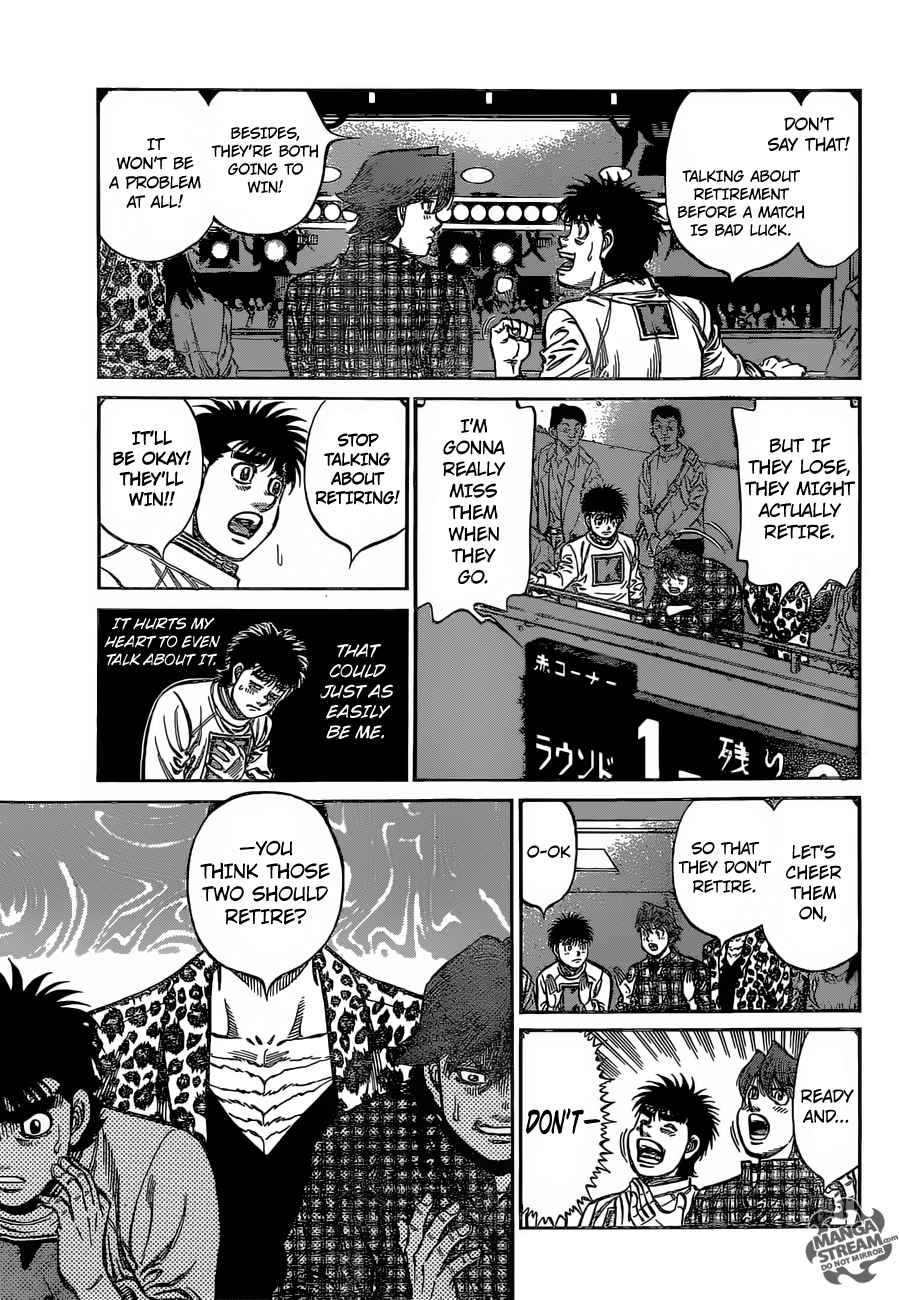 DON'T
SAY THAT!
TALKING ABOUT
RETIREMENT
BEFORE A MATCH
IS BAD LUCK.
BESIDES,
THEY'RE BOTH
GOING TO
WIN!
IT
WON'T BE
A PROBLEM
AT ALL!
BUT IF
THEY LOSE,
THEY MIGHT
ACTUALLY
RETIRE.
I'M
GONNA
REALLY
MISS
THEM
WHEN
THEY
GO.
赤コーナー
ラウンド 1 残り
STOP
TALKING
ABOUT
RETIRING!
IT'LL
BE OKAY!
THEY'LL
WIN!!
THAT
COULD
JUST AS
EASILY
BE ME.
IT HURTS MY
HEART TO EVEN
TALK ABOUT IT.
LET'S
CHEER
THEM
ON,
SO THAT
THEY DON'T
RETIRE.
O-OK
READY
AND...
DON'T—
—YOU
THINK THOSE
TWO SHOULD
RETIRE?
MANGA
STREAM.com
DO NOT MIRROR